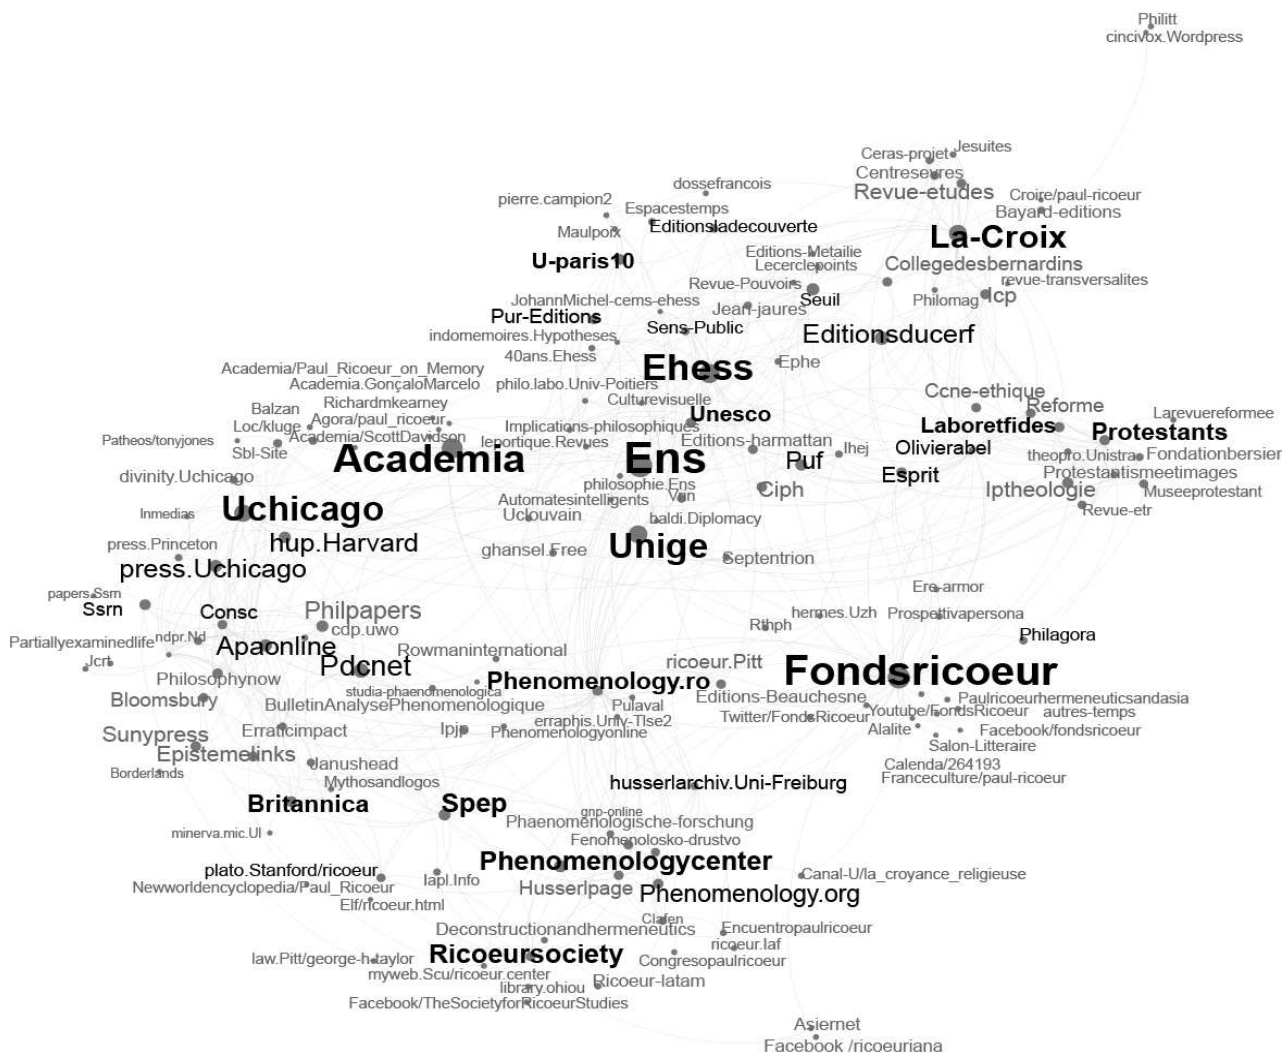 Philitt
cincivox.Wordpress
Jesuites
Ceras-projet
Centresevres
Revue-etudes
dossefrancois
Croire/paul-ricoeur
pierre.campion2
Espacestemps
Bayard-editions
Maulpoix
Editionsladecouverte
La-Croix
Editions-Metailie
U-paris10
Lecerclepoints
Collegedesbernardins
Revue-Pouvoirs
revue-transversalites
JohannMichel-cems-ehess
Seuil
Philomag
Icp
Jean-jaures
Pur-Editions
Sens-Public
Editionsducerf
indomemoires.Hypotheses
40ans.Ehess
Ehess
Ephe
Academia/Paul_Ricoeur_on_Memory
Academia.GonçaloMarcelo
philo.labo.Univ-Poitiers
Ccne-ethique
Richardmkearney
Culturevisuelle
Balzan
Reforme
Agora/paul_ricoeur
Unesco
Larevuereformee
Loc/kluge
Implications-philosophiques
Laboretfides
Protestants
Patheos/tonyjones
Academia/ScottDavidson
leportique.Revues
Editions-harmattan
Ihej
Olivierabel
Sbl-Site
theopro.Unistra
Fondationbersier
Academia
Ens
Puf
Esprit
Protestantismeetimages
divinity.Uchicago
philosophie.Ens
Ciph
Iptheologie
Museeprotestant
Automatesintelligents
Vrin
Uchicago
Revue-etr
Inmedias
Uclouvain
baldi.Diplomacy
press.Princeton
hup.Harvard
ghansel.Free
Unige
Septentrion
press.Uchicago
Ere-armor
papers.Ssrn
Ssrn
Consc
Philpapers
hermes.Uzh
Prospettivapersona
cdp.uwo
Rthph
Philagora
Partiallyexaminedlife
ndpr.Nd
Apaonline
Rowmaninternational
Jcrt
Pdcnet
ricoeur.Pitt
Fondsricoeur
Philosophynow
Phenomenology.ro
studia-phaenomenologica
Bloomsbury
BulletinAnalysePhenomologique
Pulaval
Editions-Beauchesne
Paulricoeurhermeneuticsandasia
Youtube/FondsRicoeur
autres-temps
erraphis.Univ-Tlse2
Twitter/FondsRicoeur
Sunypress
Erraticimpact
Ipjp
Phenomenologyonline
Alalite
Facebook/fondsricoeur
Salon-Litteraire
Epistemelinks
Janushead
Calenda/264193
Borderlands
Mythosandlogos
husserlarchiv.Uni-Freiburg
Franceculture/paul-ricoeur
Britannica
Spep
gnp-online
Phaenomenologische-forschung
minerva.mic.Ul
Fenomenolosko-drustvo
plato.Stanford/ricoeur
Phenomenologycenter
Newworldencyclopedia/Paul_Ricoeur
Iapl.Info
Husserlpage
Canal-U/la_croyance_religieuse
Elf/ricoeur.html
Phenomenology.org
Clafen
Deconstructionandhermeneutics
Encuentropaulricoeur
ricoeur.Iaf
law.Pitt/george-h-taylor
Ricoeursociety
Congresopaulricoeur
myweb.Scu/ricoeur.center
library.ohiou
Ricoeur-latam
Facebook/TheSocietyforRicoeurStudies
Asiernet
Facebook /ricoeuriana